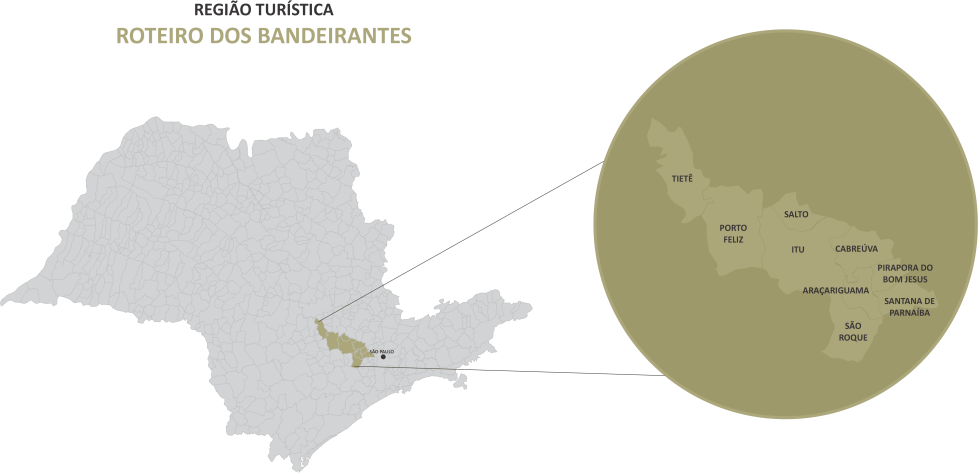 REGIÃO TURÍSTICA
ROTEIRO DOS BANDEIRANTES
TIETÊ
SALTO
PORTO
FELIZ
ITU
CABREÚVA
PIRAPORA DO
BOM JESUS
ARAÇARIGUAMA
SANTANA DE
PARNAÍBA
SÃO
ROQUE
SÃO PAULO